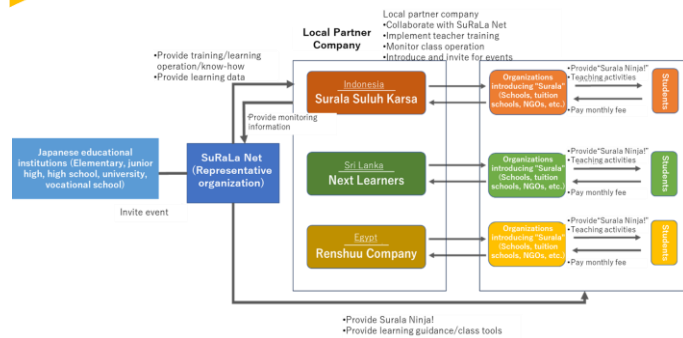 Local partner company
•Collaborate with SuRaLa Net
•Implement teacher training
•Monitor class operation
•Introduce and invite for events
Local Partner
Company
•Provide training/learning
operation/know-how
•Provide learning data
Indonesia
Surala Suluh Karsa
Organizations
introducing "Surala"
(Schools, tuition
schools, NGOs, etc.)
•Provide"Surala Ninja!"
•Teaching activities
•Pay monthly fee
Students
•Provide monitoring
information
Japanese educational
institutions (Elementary, junior
high, high school, university,
vocational school)
SuRaLa Net
(Representative
organization)
Invite event
Sri Lanka
Next Learners
Organizations
introducing "Surala"
(Schools, tuition
schools, NGOs, etc.)
•Provide"Surala Ninja!"
•Teaching activities
•Pay monthly fee
Students
Egypt
Renshuu Company
Organizations
introducing "Surala"
(Schools, tuition
schools, NGOs, etc.)
•Provide"Surala Ninja!"
•Teaching activities
•Pay monthly fee
Students
•Provide Surala Ninja!
•Provide learning guidance/class tools